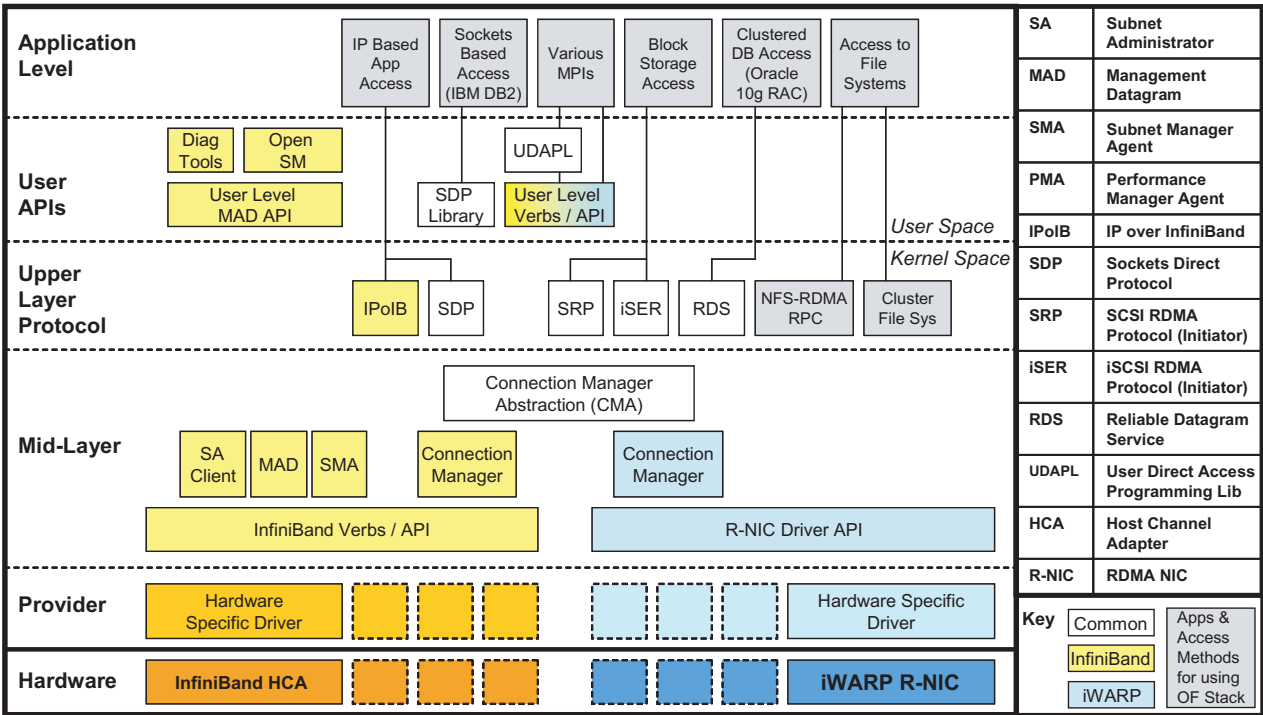 Application
Level
IP Based
App
Access
Sockets
Based
Access
(IBM DB2)
Various
MPIs
Block
Storage
Access
Clustered
DB Access
(Oracle
10g RAC)
Access to
File
Systems
User
APIs
Diag
Tools
Open
SM
User Level
MAD API
SDP
Library
UDAPL
User Level
Verbs / API
User Space
Kernel Space
Upper
Layer
Protocol
IPoIB
SDP
SRP
iSER
RDS
NFS-RDMA
RPC
Cluster
File Sys
Mid-Layer
Connection Manager
Abstraction (CMA)
SA
Client
MAD
SMA
Connection
Manager
Connection
Manager
InfiniBand Verbs / API
R-NIC Driver API
Provider
Hardware
Specific Driver
Hardware Specific
Driver
Hardware
InfiniBand HCA
iWARP R-NIC
SA
Subnet
Administrator
MAD
Management
Datagram
SMA
Subnet Manager
Agent
PMA
Performance
Manager Agent
IPoIB
IP over InfiniBand
SDP
Sockets Direct
Protocol
SRP
SCSI RDMA
Protocol (Initiator)
iSER
iSCSI RDMA
Protocol (Initiator)
RDS
Reliable Datagram
Service
UDAPL
User Direct Access
Programming Lib
HCA
Host Channel
Adapter
R-NIC
RDMA NIC
Key
Common
InfiniBand
iWARP
Apps &
Access
Methods
for using
OF Stack